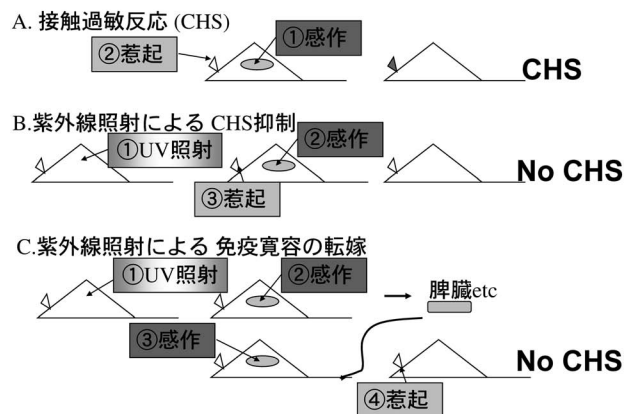 A. 接触過敏反応 (CHS)
①感作
②惹起
CHS
B.紫外線照射による CHS抑制
①UV照射
②感作
③惹起
No CHS
C.紫外線照射による 免疫寛容の転嫁
①UV照射
②感作
脾臓etc
③感作
④惹起
No CHS